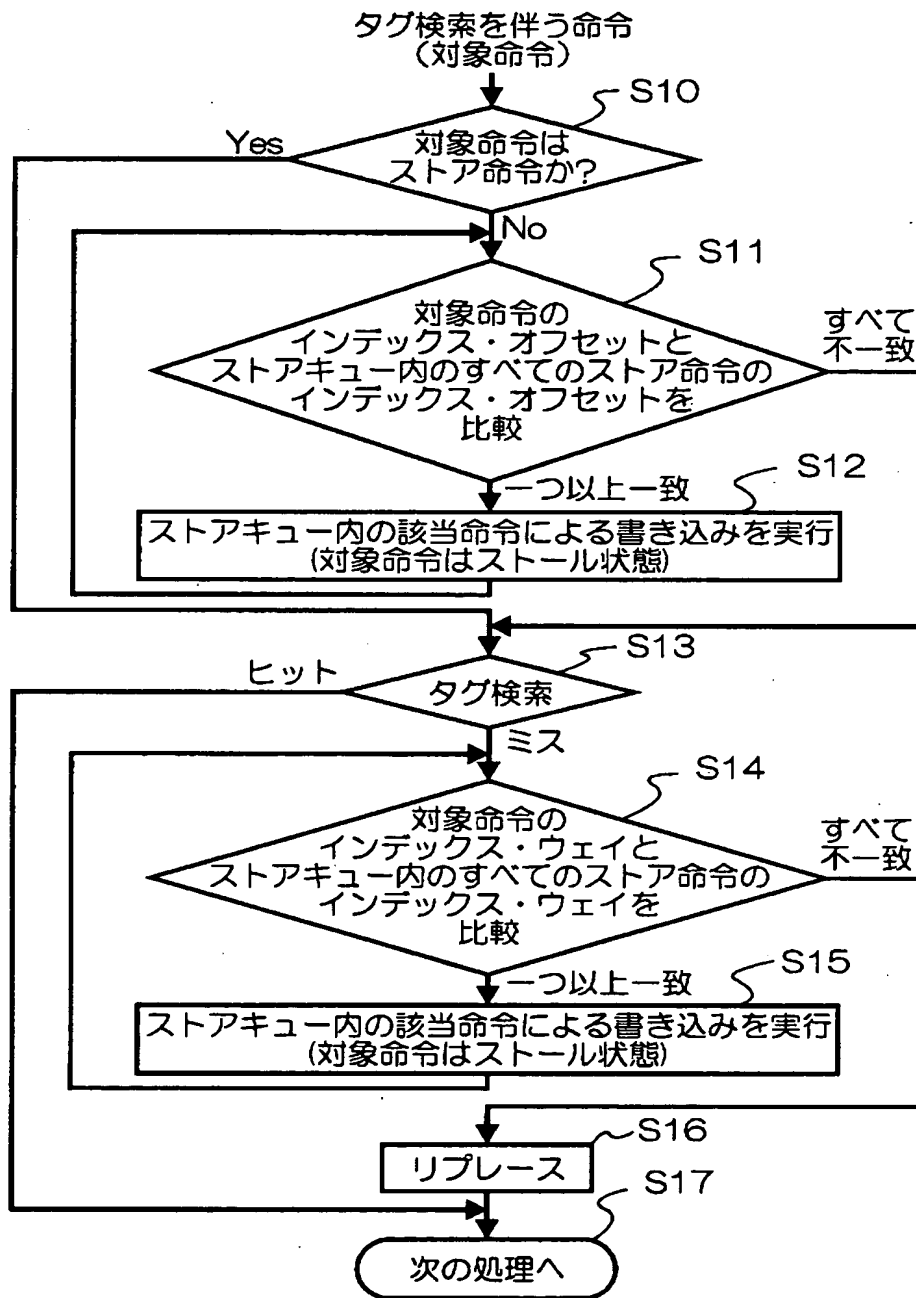 タグ検索を伴う命令
(対象命令)
S10
Yes
対象命令は
ストア命令か?
No
S11
対象命令の
インデックス・オフセットと
ストアキュー内のすべてのストア命令の
インデックス・オフセットを
比較
すべて
不一致
S12
一つ以上一致
ストアキュー内の該当命令による書き込みを実行
(対象命令はストール状態)
S13
ヒット
タグ検索
ミス
S14
対象命令の
インデックス・ウェイと
ストアキュー内のすべてのストア命令の
インデックス・ウェイを
比較
すべて
不一致
S15
一つ以上一致
ストアキュー内の該当命令による書き込みを実行
(対象命令はストール状態)
S16
リプレース
S17
次の処理へ